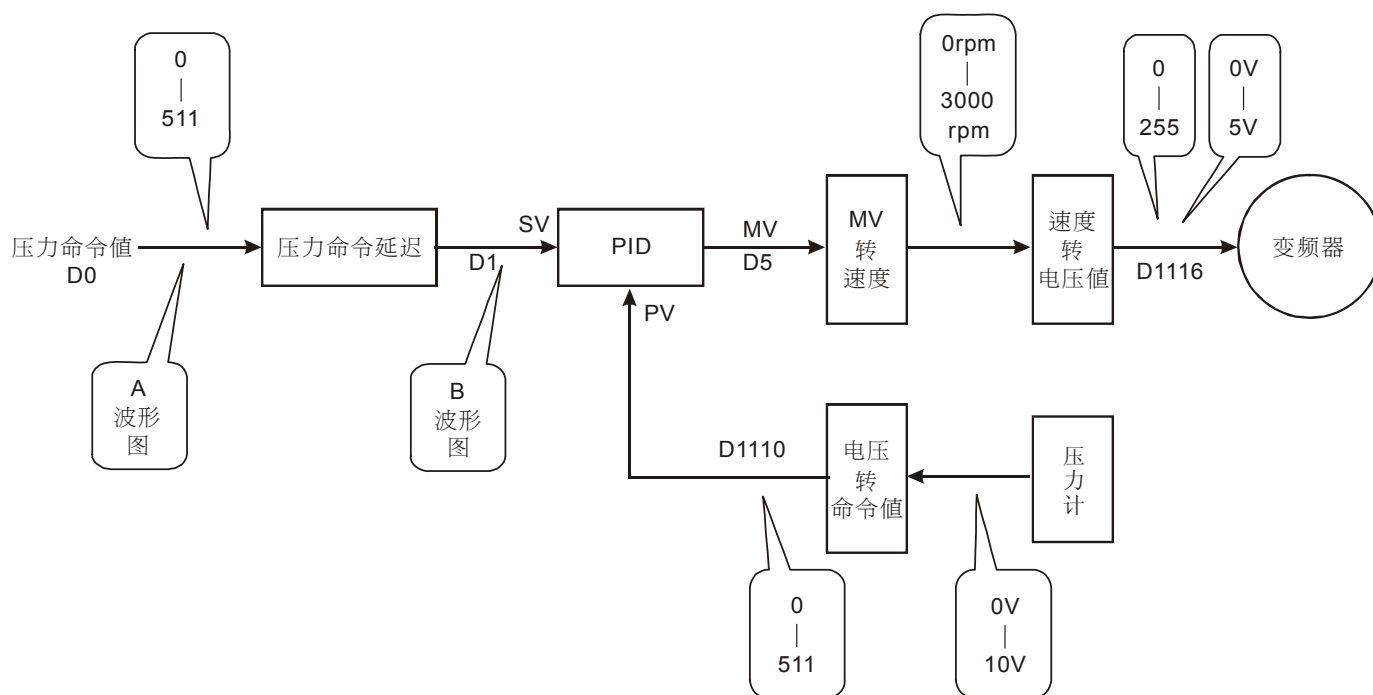 0
|
511
0rpm
|
3000
rpm
0
|
255
0V
|
5V
压力命令値
D0
压力命令延迟
SV
D1
PID
MV
D5
MV
转
速度
速度
转
电压値
D1116
变频器
PV
A
波形
图
B
波形
图
D1110
电压
转
命令値
压
力
计
0
|
511
0V
|
10V